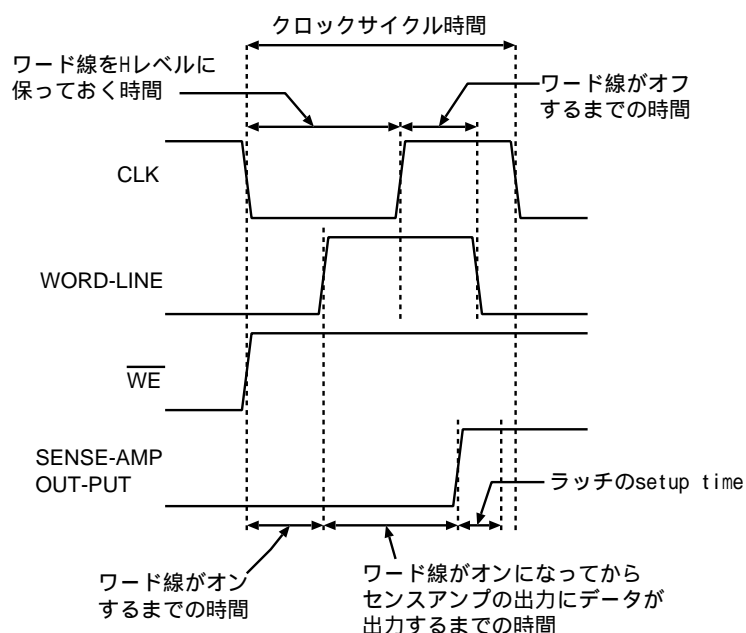 クロックサイクル時間
ワード線をHレベルに
保っておく時間
ワード線がオフ
するまでの時間
CLK
WORD-LINE
WE
SENSE-AMP
OUT-PUT
ラッチのsetup time
ワード線がオン
するまでの時間
ワード線がオンになってから
センスアンプの出力にデータが
出力するまでの時間